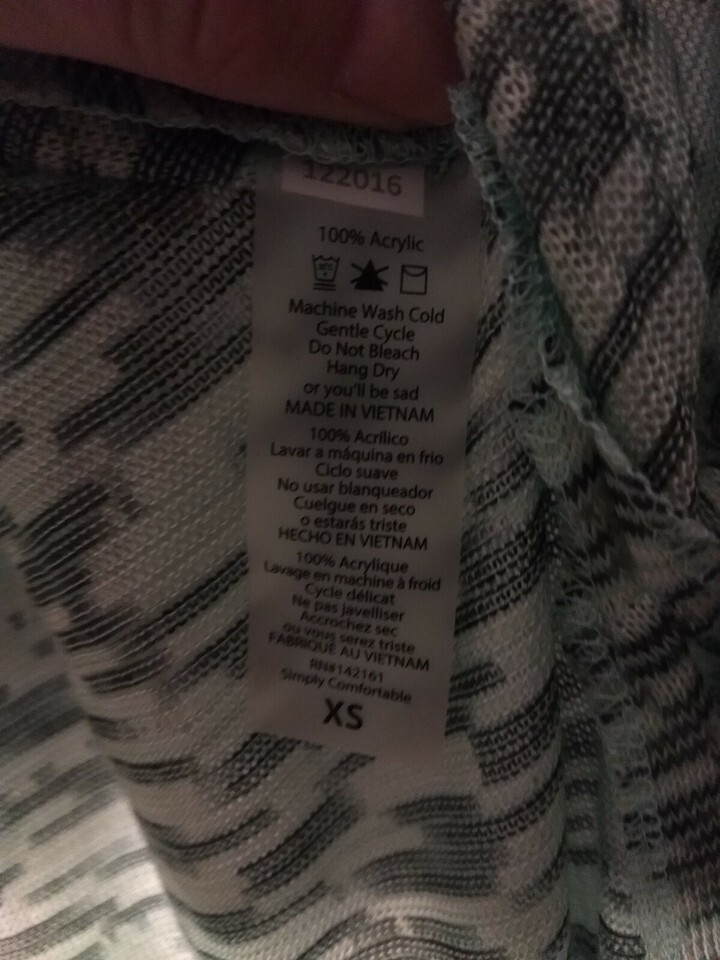 122016
100% Acrylic
Machine Wash Cold
Gentle Cycle
Do Not Bleach
Hang Dry
or you'll be sad
MADE IN VIETNAM
100% Acrílico
Lavar a máquina en frio
Ciclo suave
No usar blanqueador
Cuelgue en seco
o estarás triste
HECHO EN VIETNAM
100% Acrylique
Lavage en machine à froid
Cycle délicat
Ne pas javelliser
Accrochez sec
ou vous serez triste
FABRIQUÉ AU VIETNAM
RN#142161
Simply Comfortable
XS